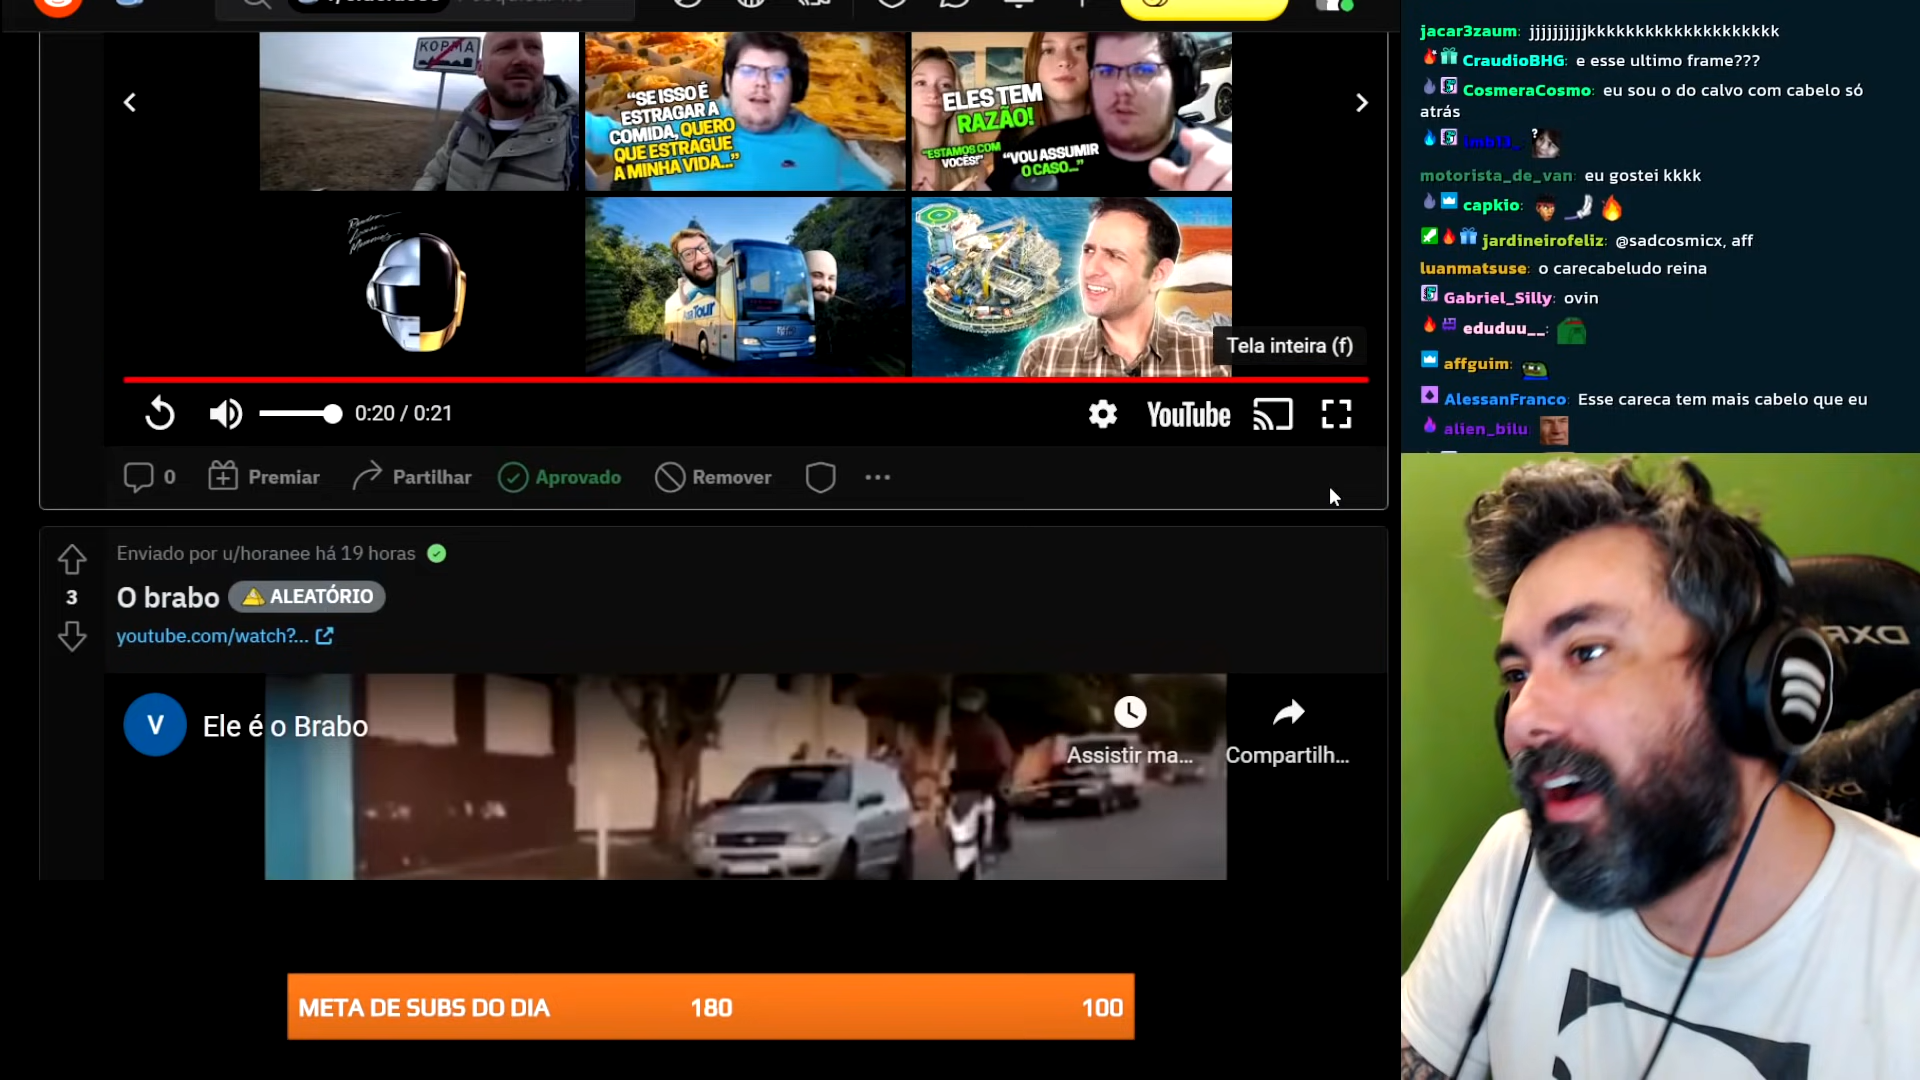 КОРМА
"SE ISSO É
ESTRAGAR A
COMIDA, QUERO
QUE ESTRAGUE
A MINHA VIDA..."
ELES TEM
RAZÃO!
"ESTAMOS COM
VOCÊS!"
"VOU ASSUMIR
O CASO..."
Tour
Tela inteira (f)
0:20 / 0:21
YouTube
0
Premiar
Partilhar
Aprovado
Remover
Enviado por u/horanee há 19 horas
3
O brabo
ALEATÓRIO
youtube.com/watch?...
V
Ele é o Brabo
Assistir ma...
Compartilh...
META DE SUBS DO DIA
180
100
jacar3zaum: jjjjjjjjjjkkkkkkkkkkkkkkkkkkkk
CraudioBHG: e esse ultimo frame???
CosmeraCosmo: eu sou o do calvo com cabelo só
atrás
motorista_de_van: eu gostei kkkk
capkio:
jardineirofeliz: @sadcosmicx, aff
luanmatsuse: o carecabeludo reina
Gabriel_Silly: ovin
eduduu__:
affguim:
AlessanFranco: Esse careca tem mais cabelo que eu
alien_bilu:
DXR